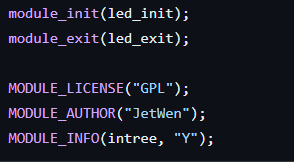 module_init(led_init);
module_exit(led_exit);
MODULE_LICENSE("GPL");
MODULE_AUTHOR("JetWen");
MODULE_INFO(intree, "Y");